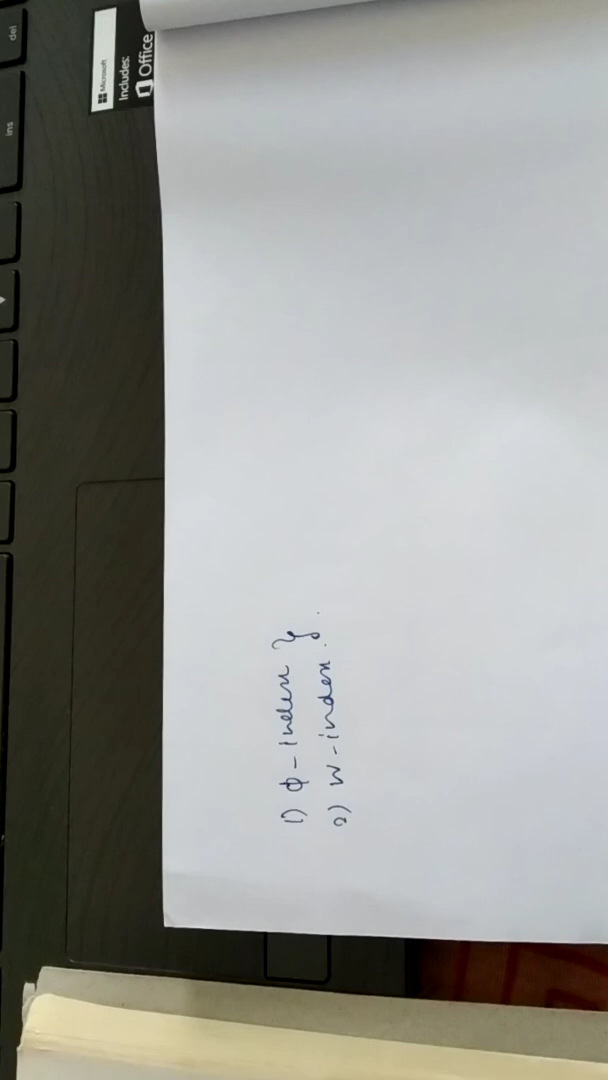 del
ins
Microsoft
Includes:
Office
1) φ - index }
2) W - index }.